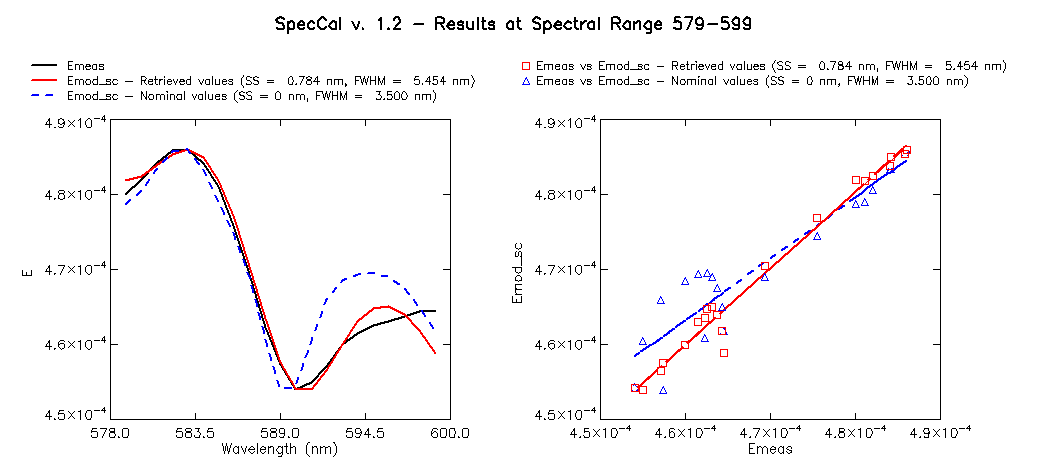 SpecCal v. 1.2 - Results at Spectral Range 579-599
Emeas
Emod_sc - Retrieved values (SS = 0.784 nm, FWHM = 5.454 nm)
Emod_sc - Nominal values (SS = 0 nm, FWHM = 3.500 nm)
4.9×10⁻⁴
4.8×10⁻⁴
4.7×10⁻⁴
4.6×10⁻⁴
4.5×10⁻⁴
E
578.0 583.5 589.0 594.5 600.0
Wavelength (nm)
Emeas vs Emod_sc - Retrieved values (SS = 0.784 nm, FWHM = 5.454 nm)
Emeas vs Emod_sc - Nominal values (SS = 0 nm, FWHM = 3.500 nm)
4.9×10⁻⁴
4.8×10⁻⁴
4.7×10⁻⁴
4.6×10⁻⁴
4.5×10⁻⁴
Emod_sc
4.5×10⁻⁴ 4.6×10⁻⁴ 4.7×10⁻⁴ 4.8×10⁻⁴ 4.9×10⁻⁴
Emeas